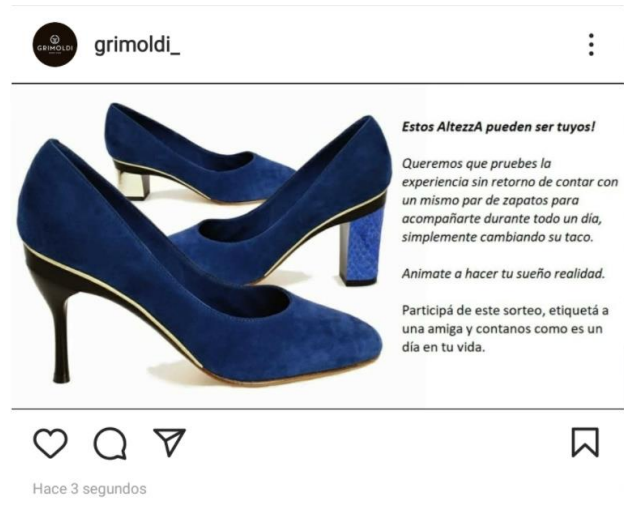 GRIMOLDI
grimoldi_
Estos AltezzA pueden ser tuyos!
Queremos que pruebes la
experiencia sin retorno de contar con
un mismo par de zapatos para
acompañarte durante todo un día,
simplemente cambiando su taco.
Animate a hacer tu sueño realidad.
Participá de este sorteo, etiquetá a
una amiga y contanos como es un
día en tu vida.
Hace 3 segundos